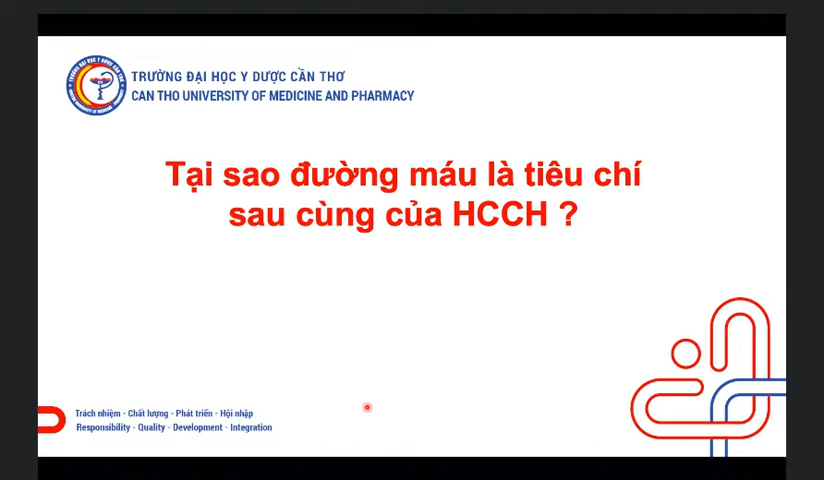 TRƯỜNG ĐẠI HỌC Y DƯỢC CẦN THƠ
CAN THO UNIVERSITY OF MEDICINE AND PHARMACY
Tại sao đường máu là tiêu chí
sau cùng của HCCH ?
Trách nhiệm - Chất lượng - Phát triển - Hội nhập
Responsibility - Quality - Development - Integration